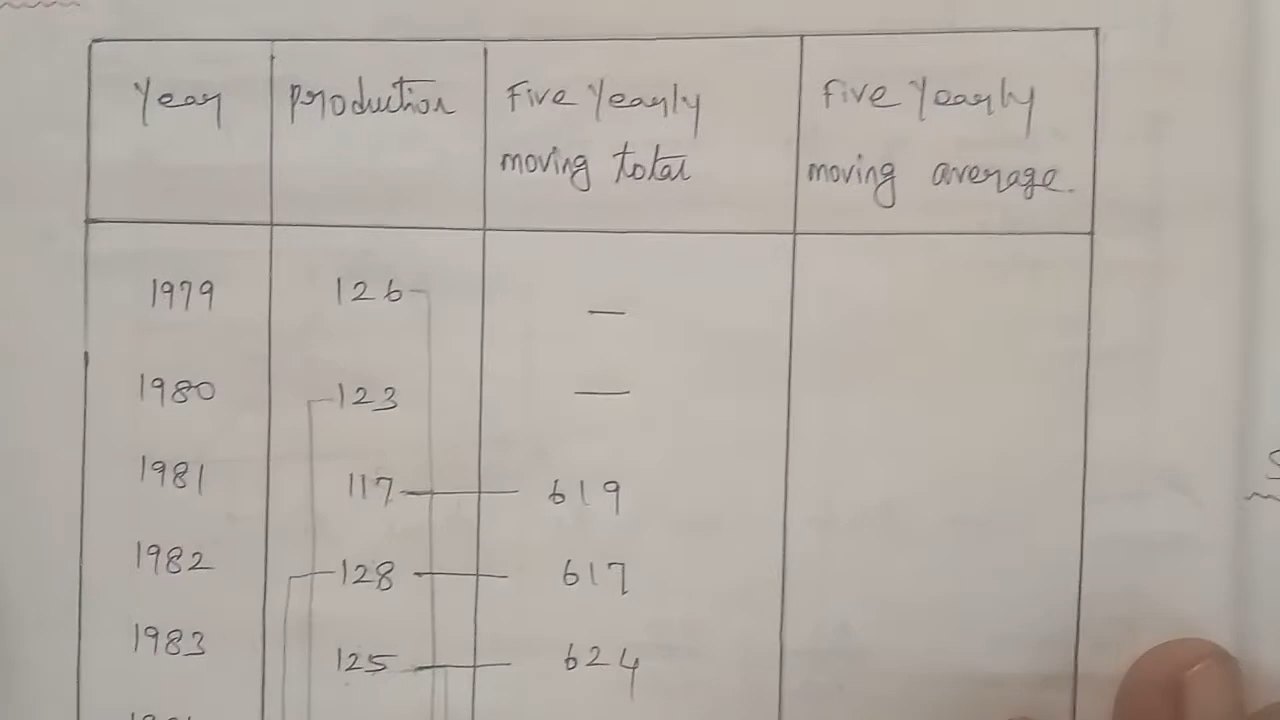 Year production Five Yearly moving total Five Yearly moving average.
1979 126 —
1980 123 —
1981 117 619
1982 128 617
1983 125 624